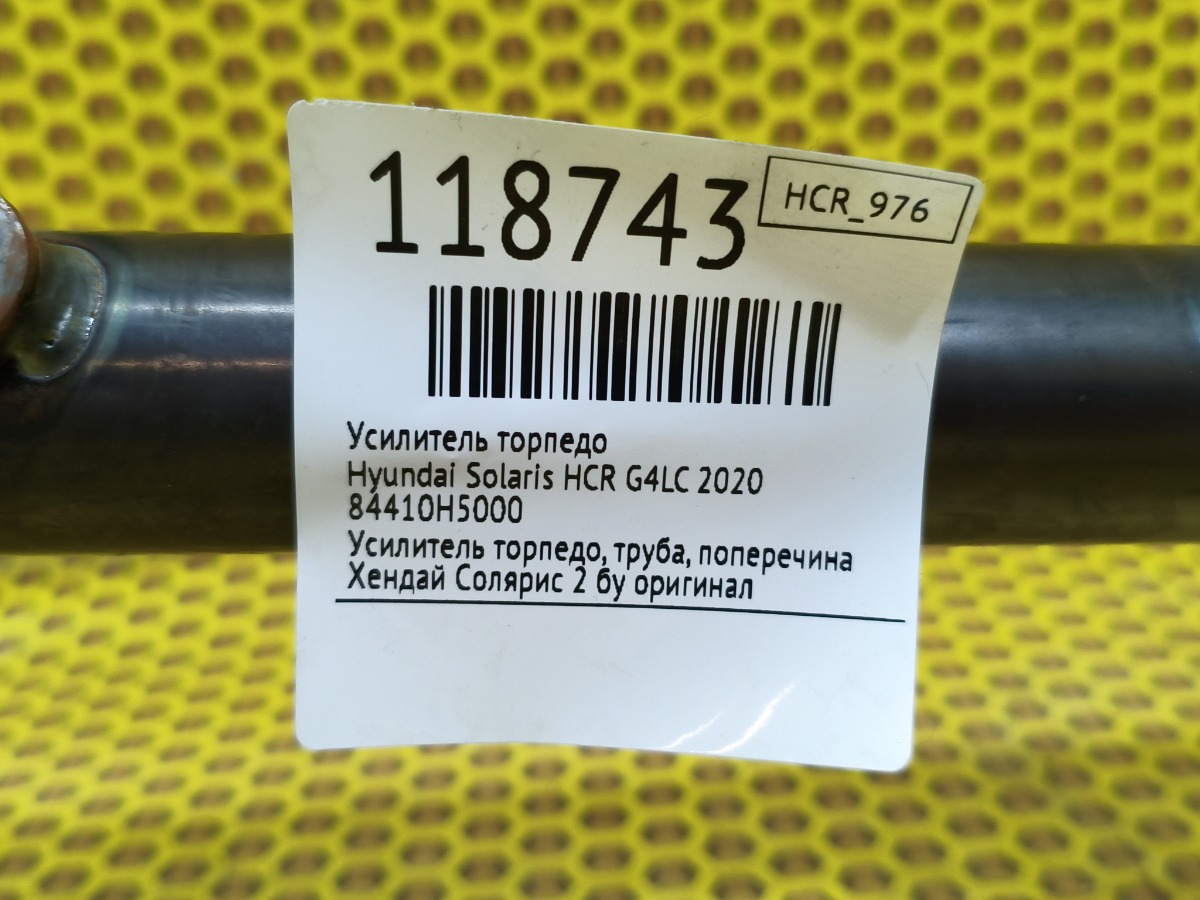 118743
HCR_976
Усилитель торпедо
Hyundai Solaris HCR G4LC 2020
84410H5000
Усилитель торпедо, труба, поперечина
Хендай Солярис 2 бу оригинал